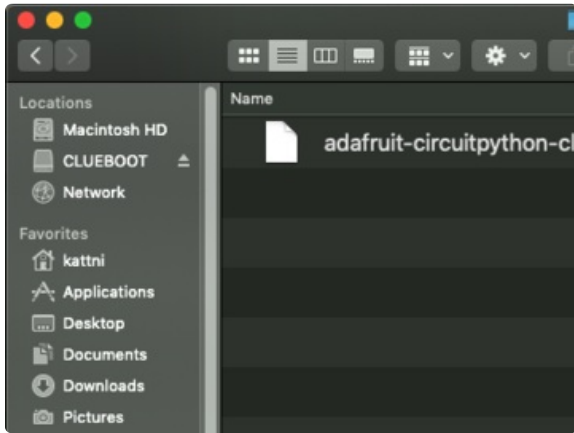 Locations
Macintosh HD
CLUEBOOT
Network
Favorites
kattni
Applications
Desktop
Documents
Downloads
Pictures
Name
adafruit-circuitpython-cl